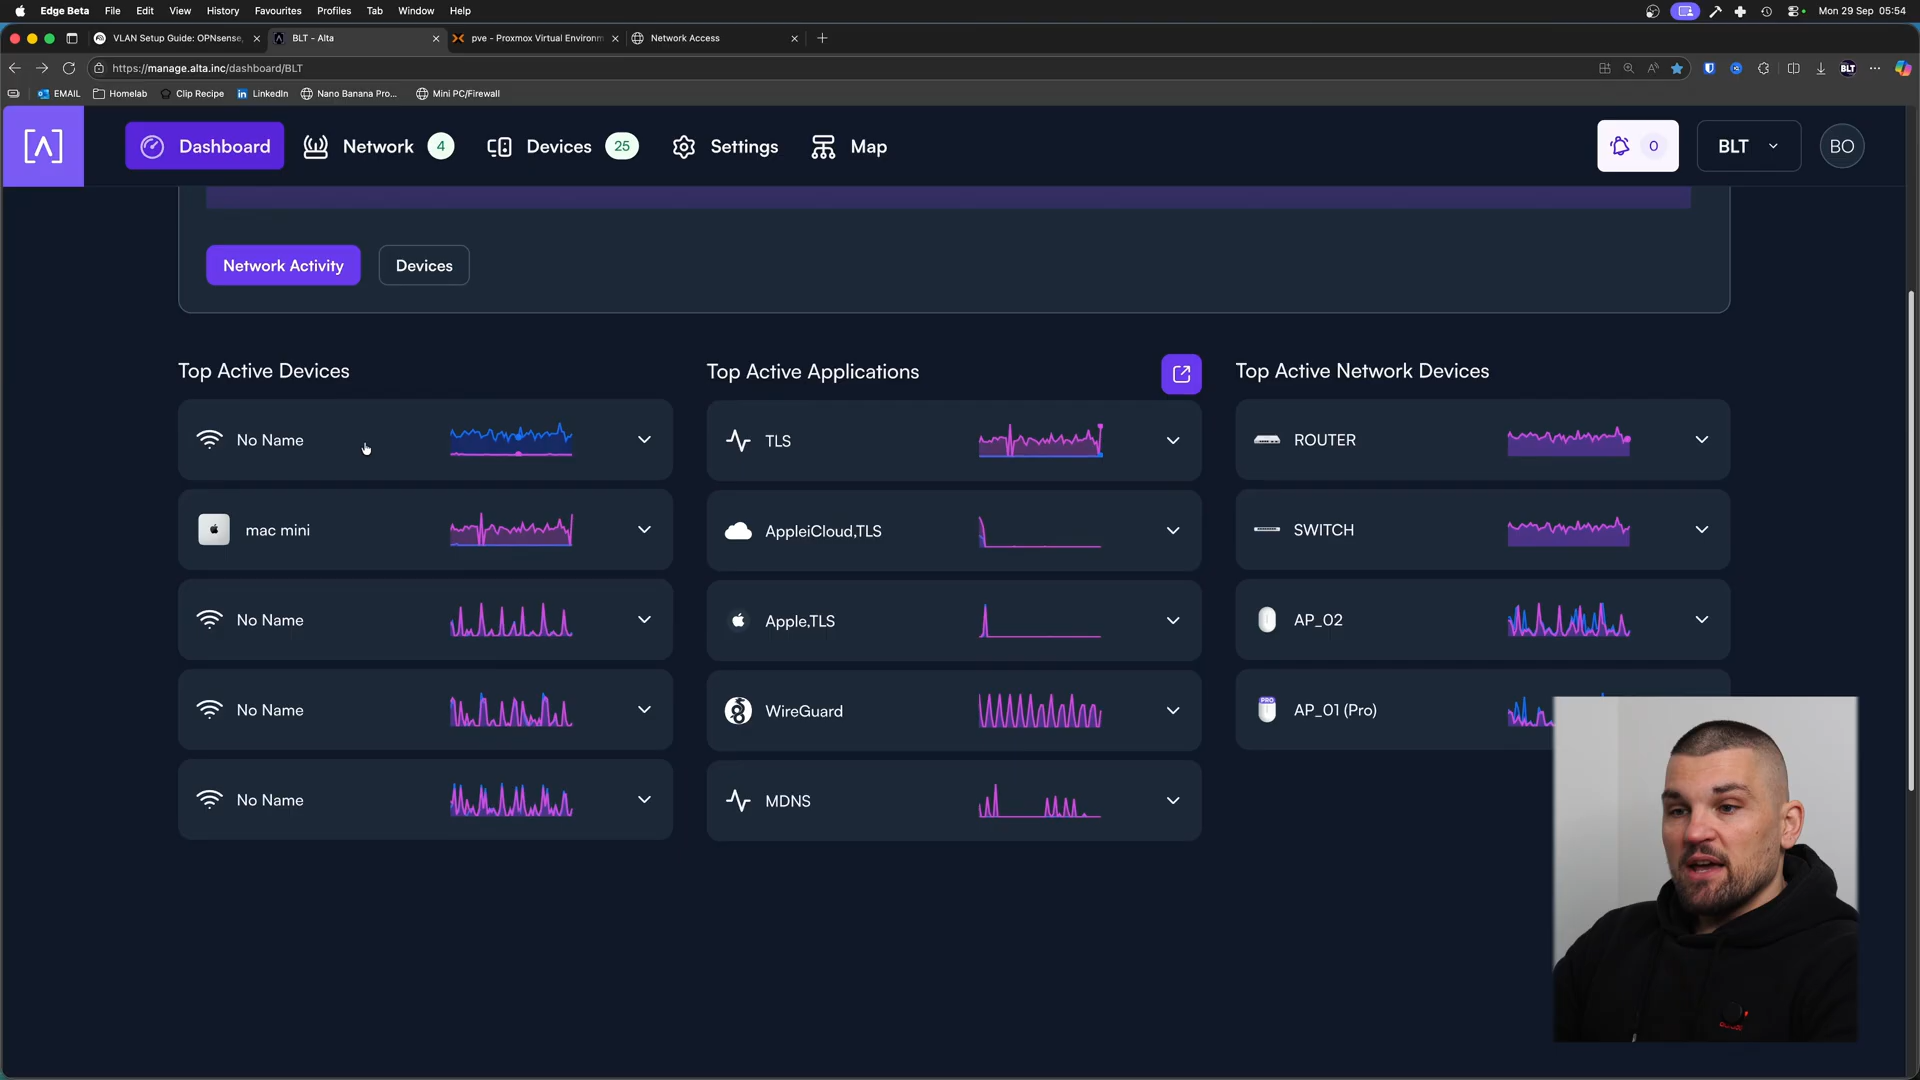 Edge Beta File Edit View History Favourites Profiles Tab Window Help Mon 29 Sep 05:54
VLAN Setup Guide: OPNsense, BLT - Alta pve - Proxmox Virtual Environm Network Access
https://manage.alta.inc/dashboard/BLT BLT
EMAIL Homelab Clip Recipe LinkedIn Nano Banana Pro... Mini PC/Firewall
Dashboard Network 4 Devices 25 Settings Map 0 BLT BO
Network Activity Devices
Top Active Devices
No Name
mac mini
No Name
No Name
No Name
Top Active Applications
TLS
AppleiCloud,TLS
Apple,TLS
WireGuard
MDNS
Top Active Network Devices
ROUTER
SWITCH
AP_02
PRO AP_01 (Pro)